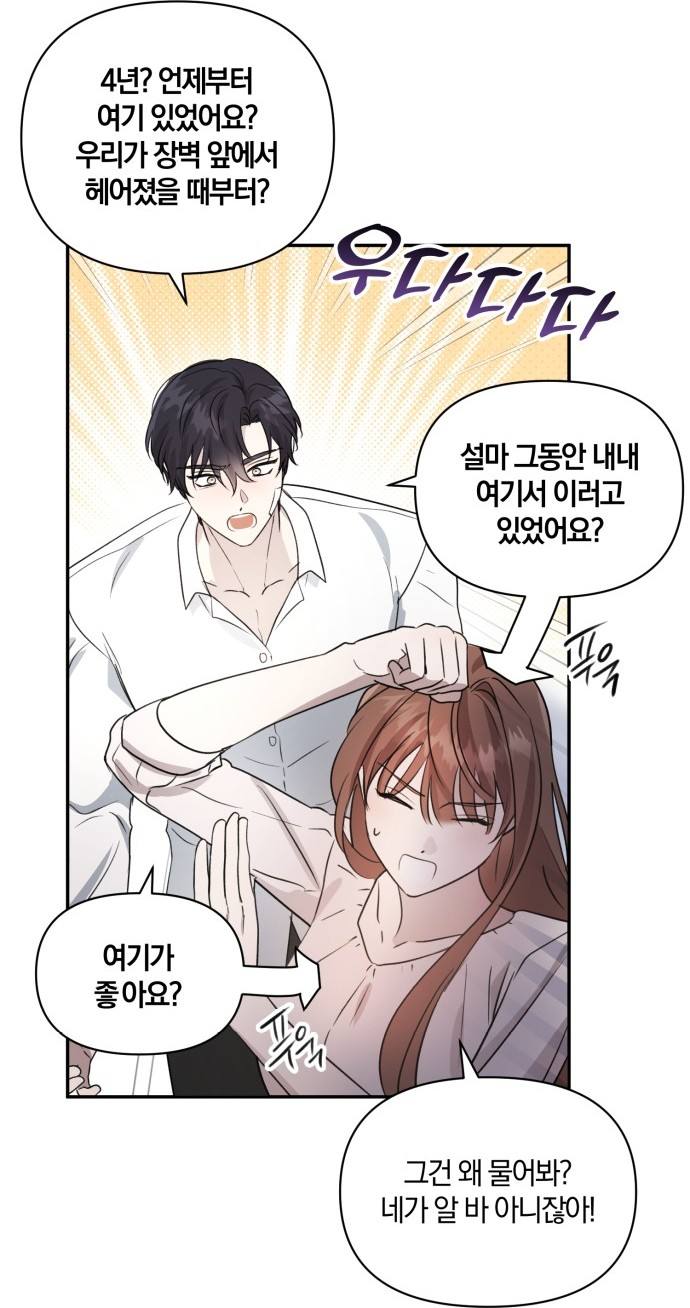 4년? 언제부터
여기 있었어요?
우리가 장벽 앞에서
헤어졌을 때부터?
우다다다
설마 그동안 내내
여기서 이러고
있었어요?
푸욱
여기가
좋아요?
푸욱
그건 왜 물어봐?
네가 알 바 아니잖아!